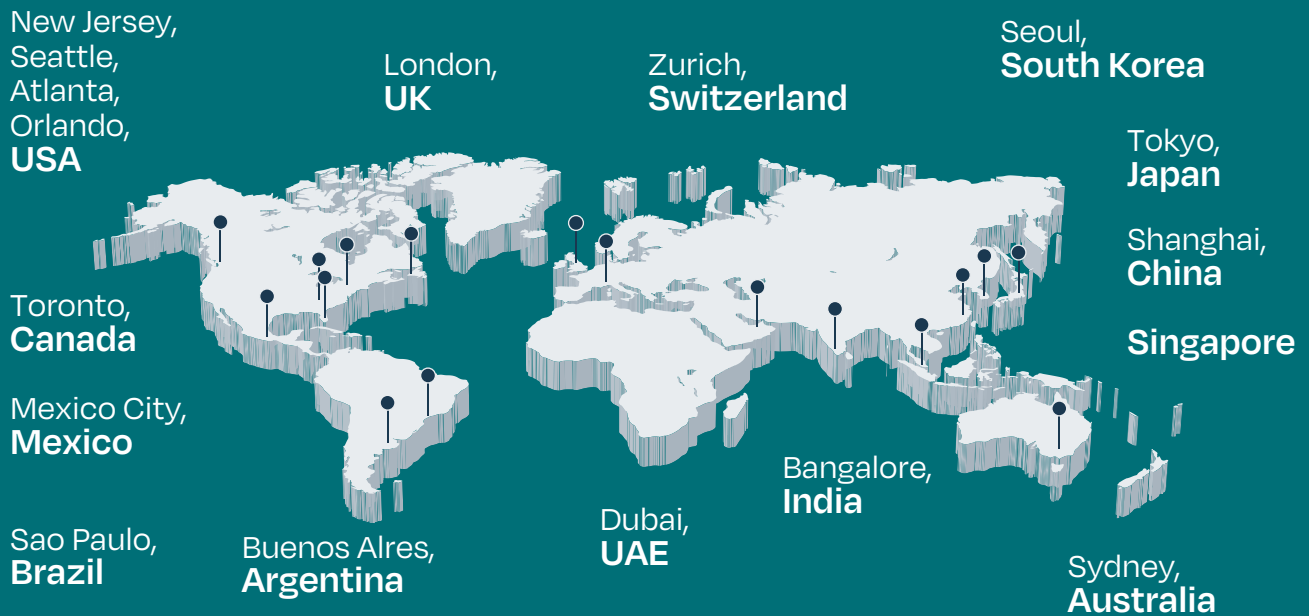 New Jersey,
Seattle,
Atlanta,
Orlando,
USA
London,
UK
Zurich,
Switzerland
Seoul,
South Korea
Tokyo,
Japan
Shanghai,
China
Singapore
Toronto,
Canada
Mexico City,
Mexico
Sao Paulo,
Brazil
Buenos Alres,
Argentina
Dubai,
UAE
Bangalore,
India
Sydney,
Australia